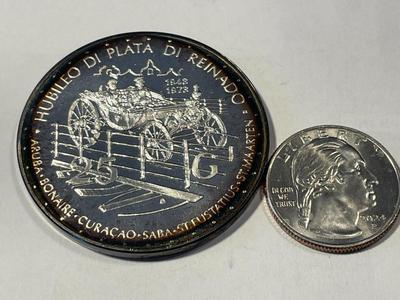 HUBILEO DI PLATA DI REINADO
1948
1973
25 G
ARUBA·BONAIRE·CURAÇAO·SABA·ST.EUSTATIUS·ST.MAARTEN
LIBERTY
IN GOD
WE
TRUST
2024